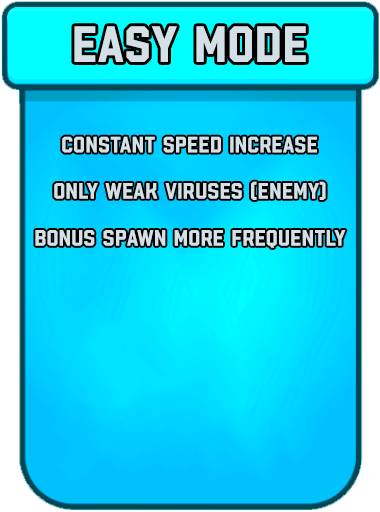 EASY MODE
CONSTANT SPEED INCREASE
ONLY WEAK VIRUSES (ENEMY)
BONUS SPAWN MORE FREQUENTLY